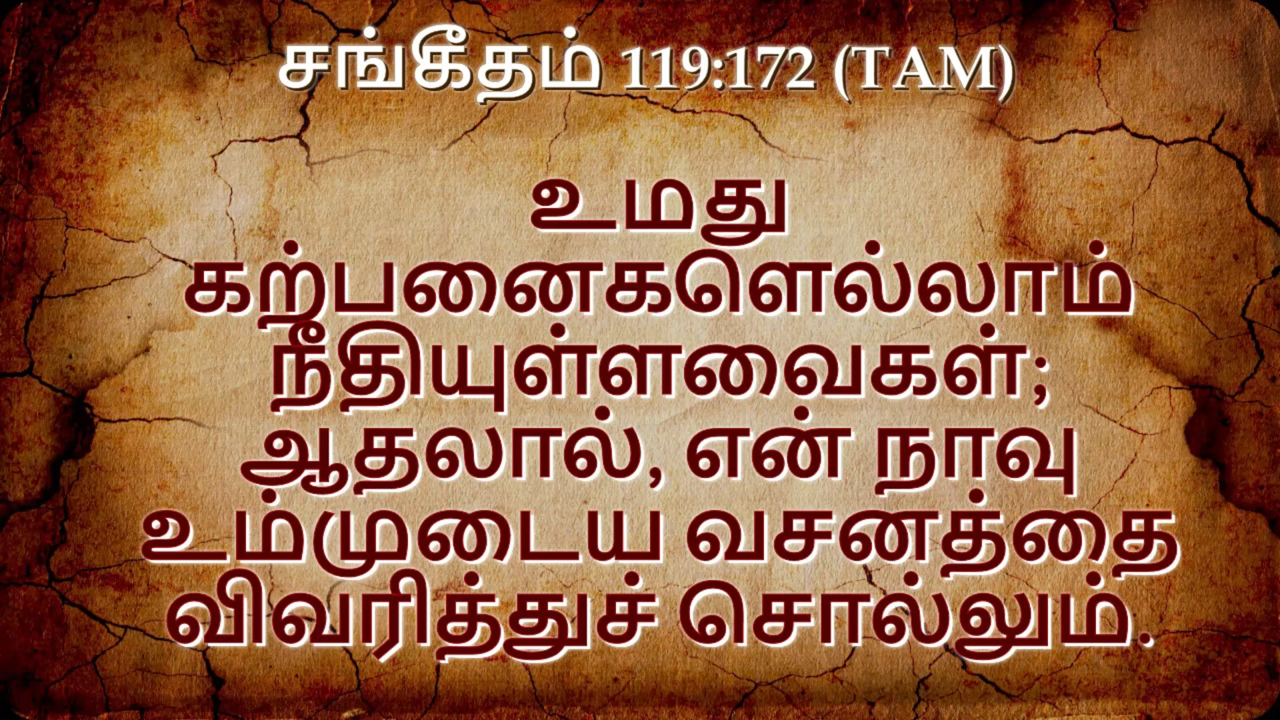 சங்கீதம் 119:172 (TAM)
உமது
கற்பனைகளெல்லாம்
நீதியுள்ளவைகள்;
ஆதலால், என் நாவு
உம்முடைய வசனத்தை
விவரித்துச் சொல்லும்.